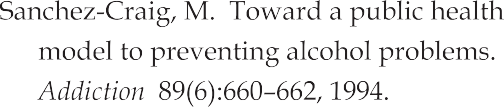 Sanchez-Craig, M.  Toward a public health
model to preventing alcohol problems.
Addiction  89(6):660–662, 1994.